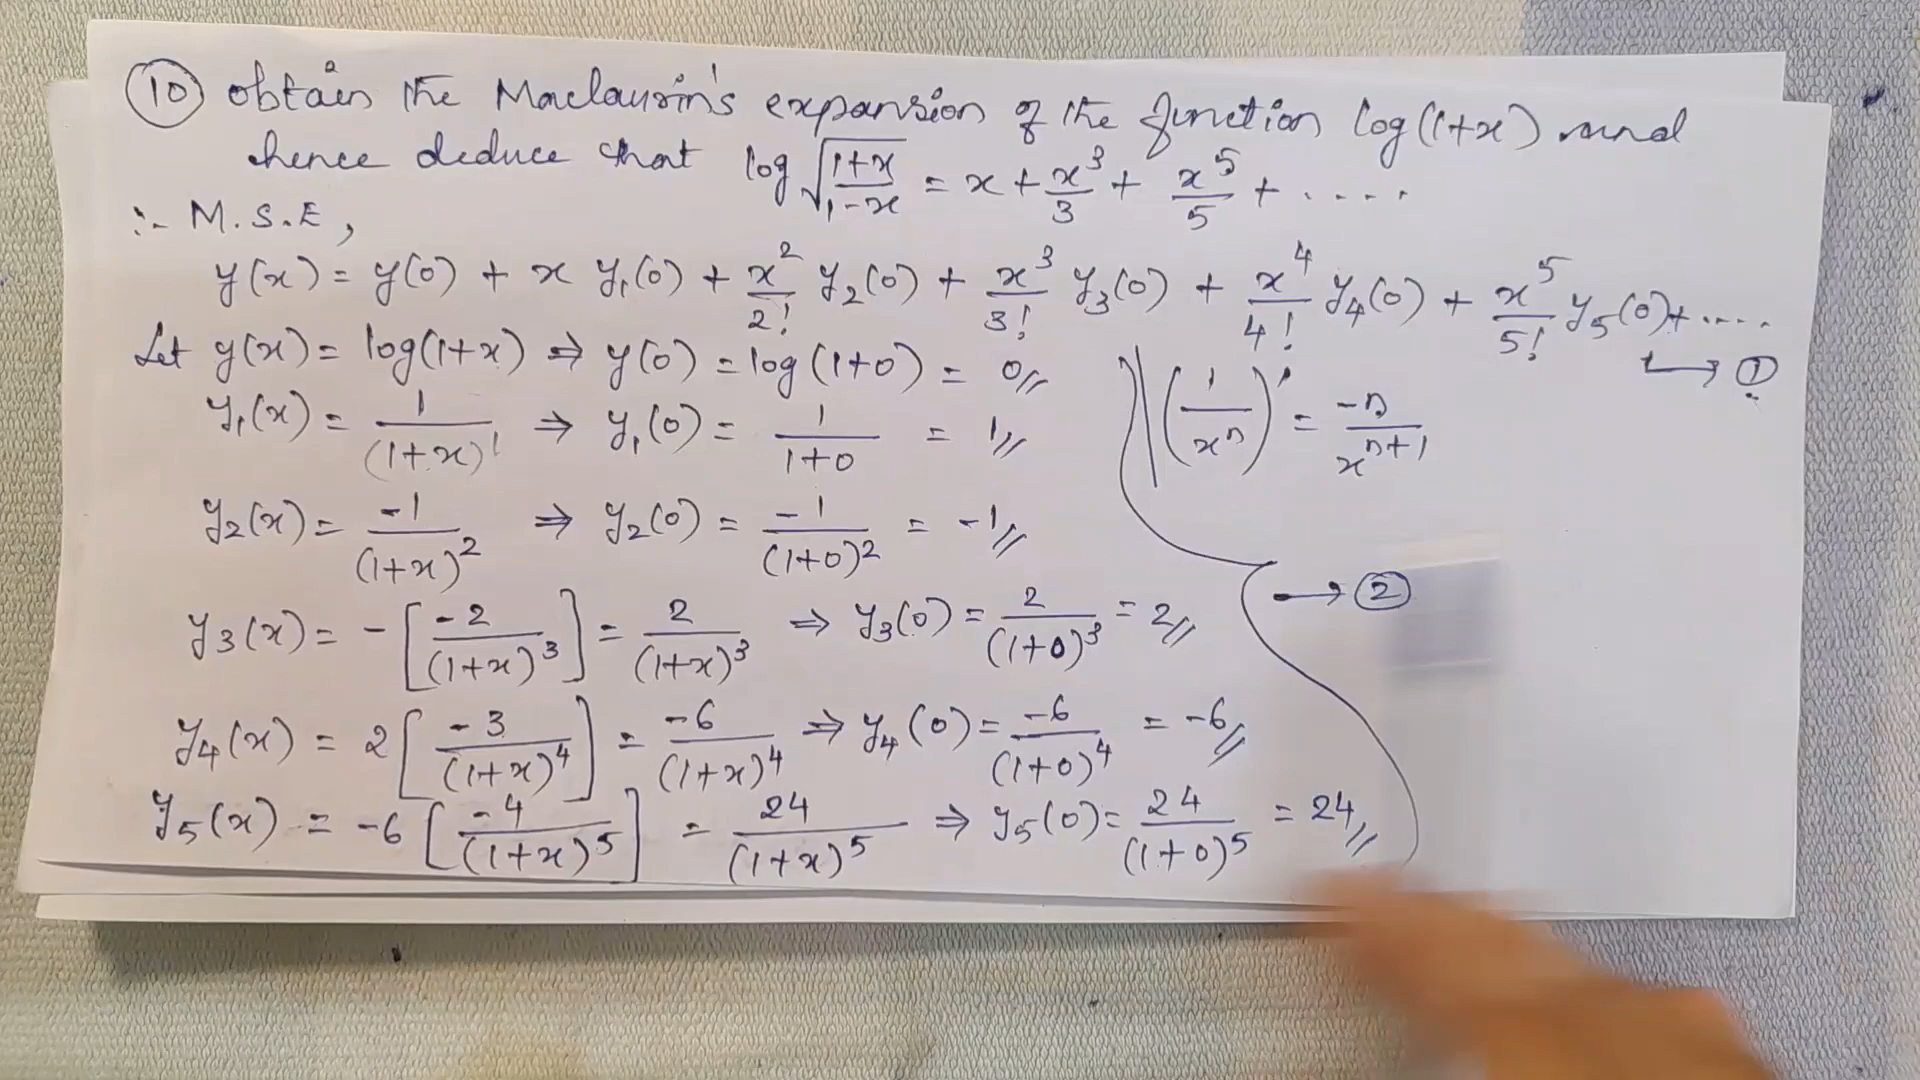 (10) obtain the Maclaurin's expansion of the function log(1+x) and
hence deduce that log √((1+x)/(1-x)) = x + x³/3 + x⁵/5 + .....
:- M.S.E,
y(x) = y(0) + x y₁(0) + x²/2! y₂(0) + x³/3! y₃(0) + x⁴/4! y₄(0) + x⁵/5! y₅(0) + .... → ①
Let y(x) = log(1+x) ⇒ y(0) = log(1+0) = 0//
y₁(x) = 1/(1+x)¹ ⇒ y₁(0) = 1/(1+0) = 1//
(1/xⁿ)' = -n/xⁿ⁺¹
y₂(x) = -1/(1+x)² ⇒ y₂(0) = -1/(1+0)² = -1//
→ ②
y₃(x) = -[-2/(1+x)³] = 2/(1+x)³ ⇒ y₃(0) = 2/(1+0)³ = 2//
y₄(x) = 2[-3/(1+x)⁴] = -6/(1+x)⁴ ⇒ y₄(0) = -6/(1+0)⁴ = -6//
y₅(x) = -6[-4/(1+x)⁵] = 24/(1+x)⁵ ⇒ y₅(0) = 24/(1+0)⁵ = 24//